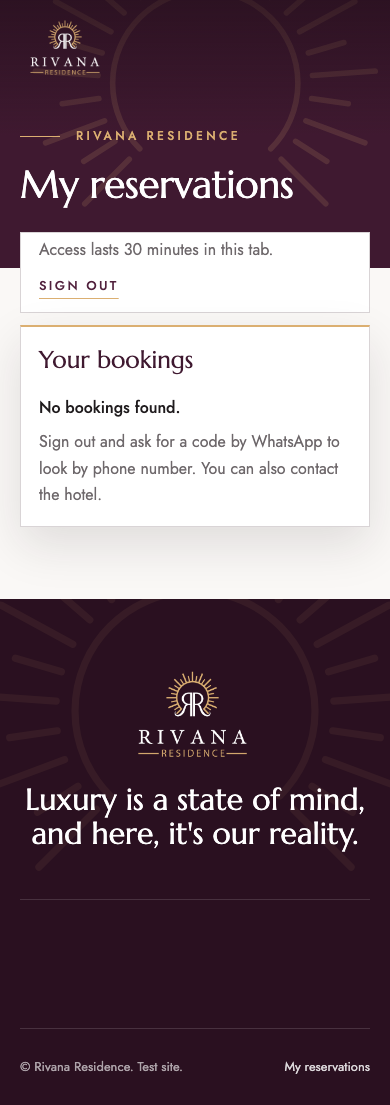 RIVANA
RESIDENCE
RIVANA RESIDENCE
My reservations
Access lasts 30 minutes in this tab.
SIGN OUT
Your bookings
No bookings found.
Sign out and ask for a code by WhatsApp to
look by phone number. You can also contact
the hotel.
RIVANA
RESIDENCE
Luxury is a state of mind,
and here, it's our reality.
© Rivana Residence. Test site.
My reservations